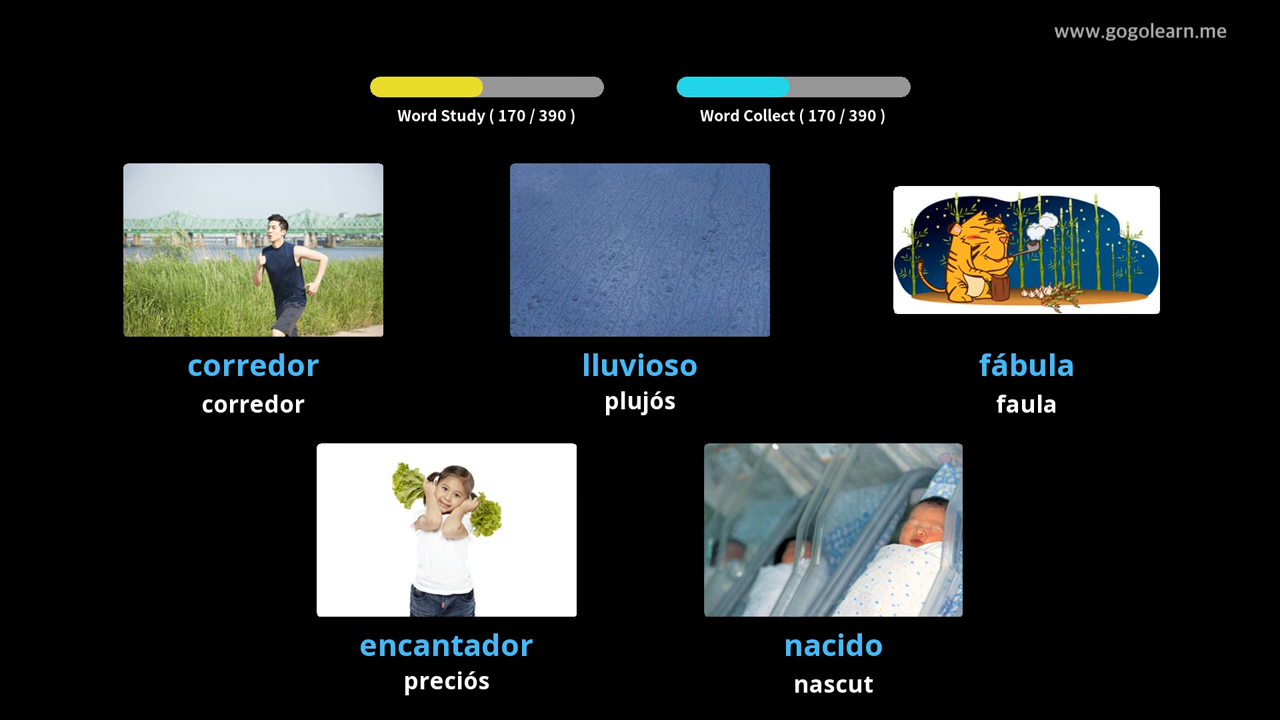 www.gogolearn.me
Word Study ( 170 / 390 )
Word Collect ( 170 / 390 )
corredor
corredor
lluvioso
plujós
fábula
faula
encantador
preciós
nacido
nascut